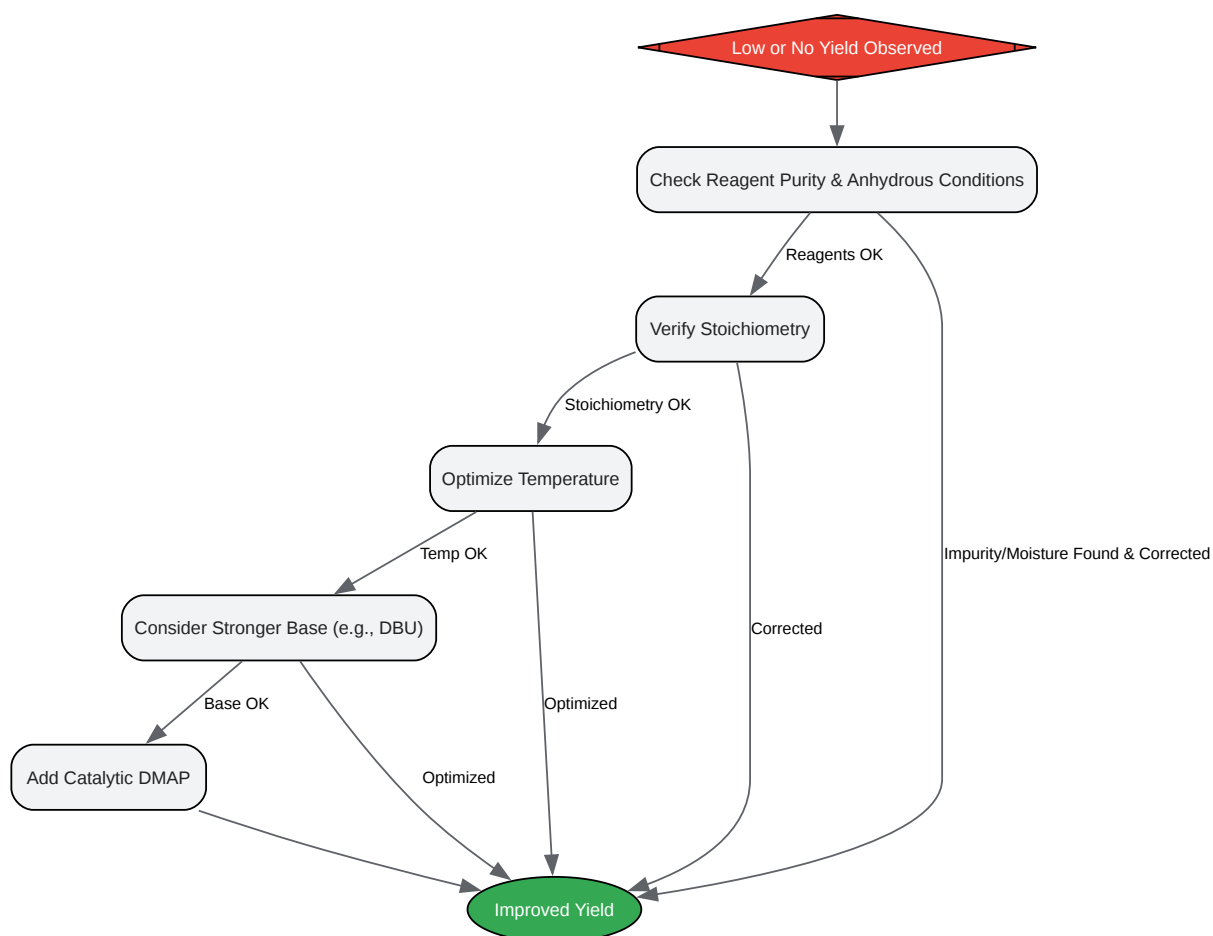 Low or No Yield Observed
Check Reagent Purity & Anhydrous Conditions
Reagents OK
Verify Stoichiometry
Stoichiometry OK
Optimize Temperature
Temp OK
Impurity/Moisture Found & Corrected
Consider Stronger Base (e.g., DBU)
Corrected
Base OK
Optimized
Add Catalytic DMAP
Optimized
Improved Yield